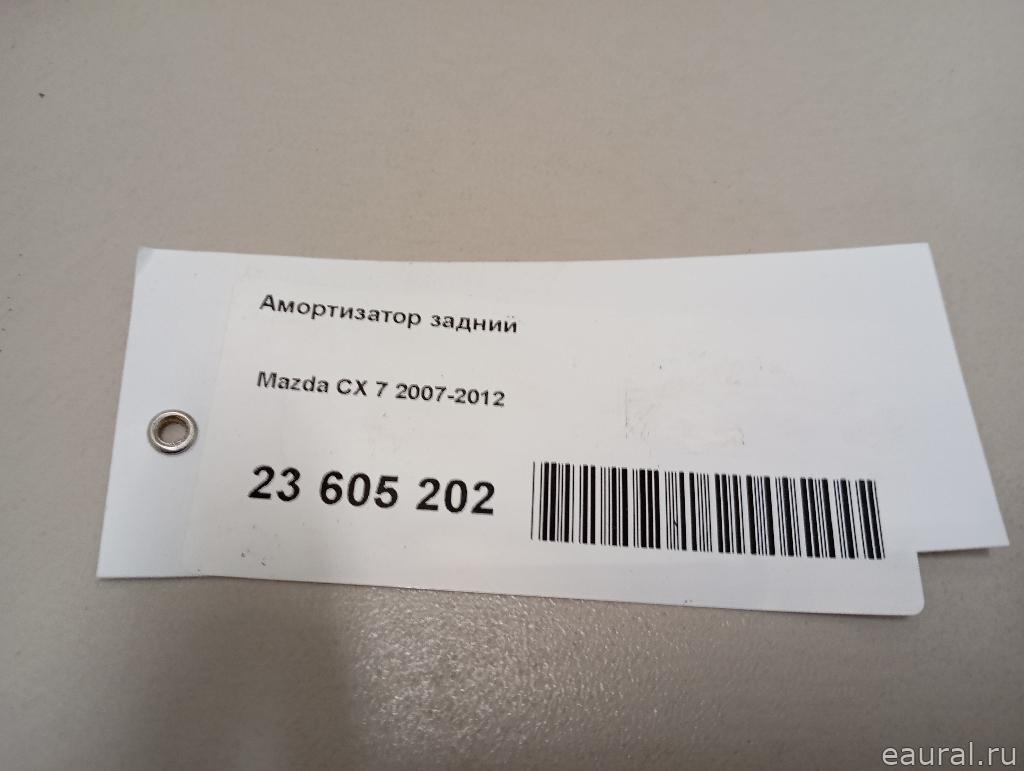 Амортизатор задний
Mazda CX 7 2007-2012
23 605 202
eaural.ru